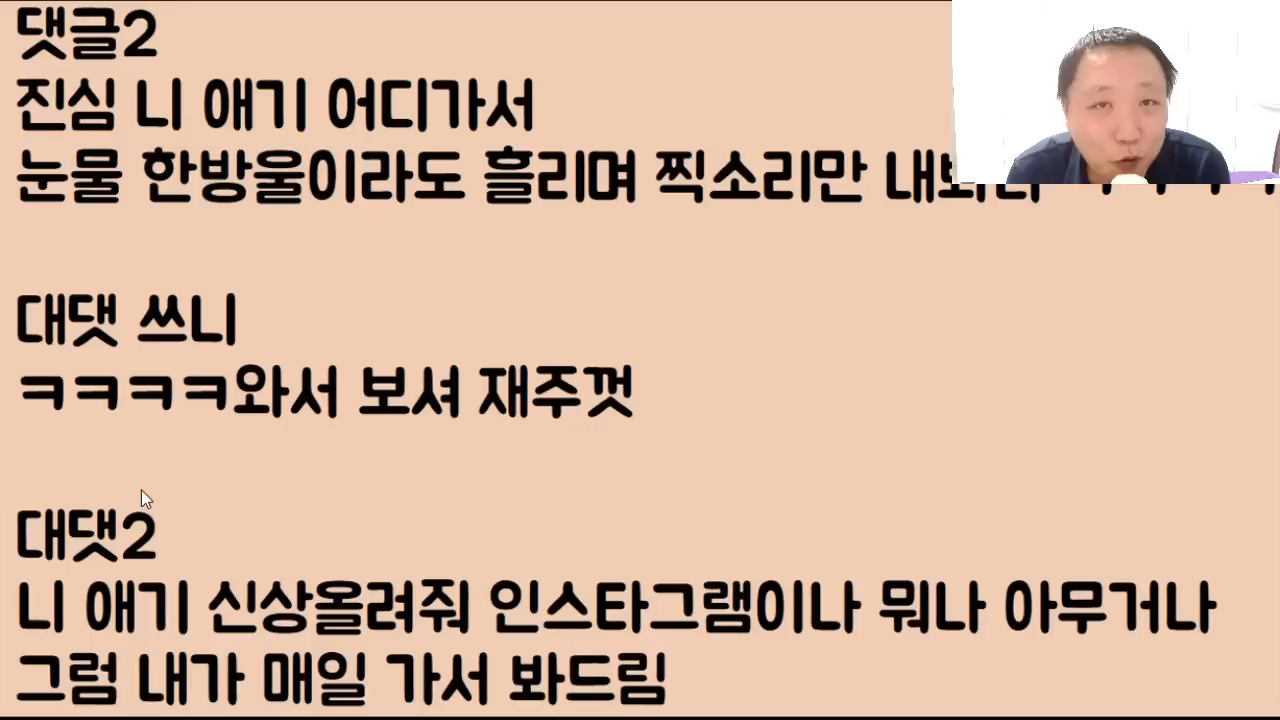 댓글2
진심 니 애기 어디가서
눈물 한방울이라도 흘리며 찍소리만
대댓 쓰니
ㅋㅋㅋㅋ와서 보셔 재주껏
대댓2
니 애기 신상올려줘 인스타그램이나 뭐나 아무거나
그럼 내가 매일 가서 봐드림